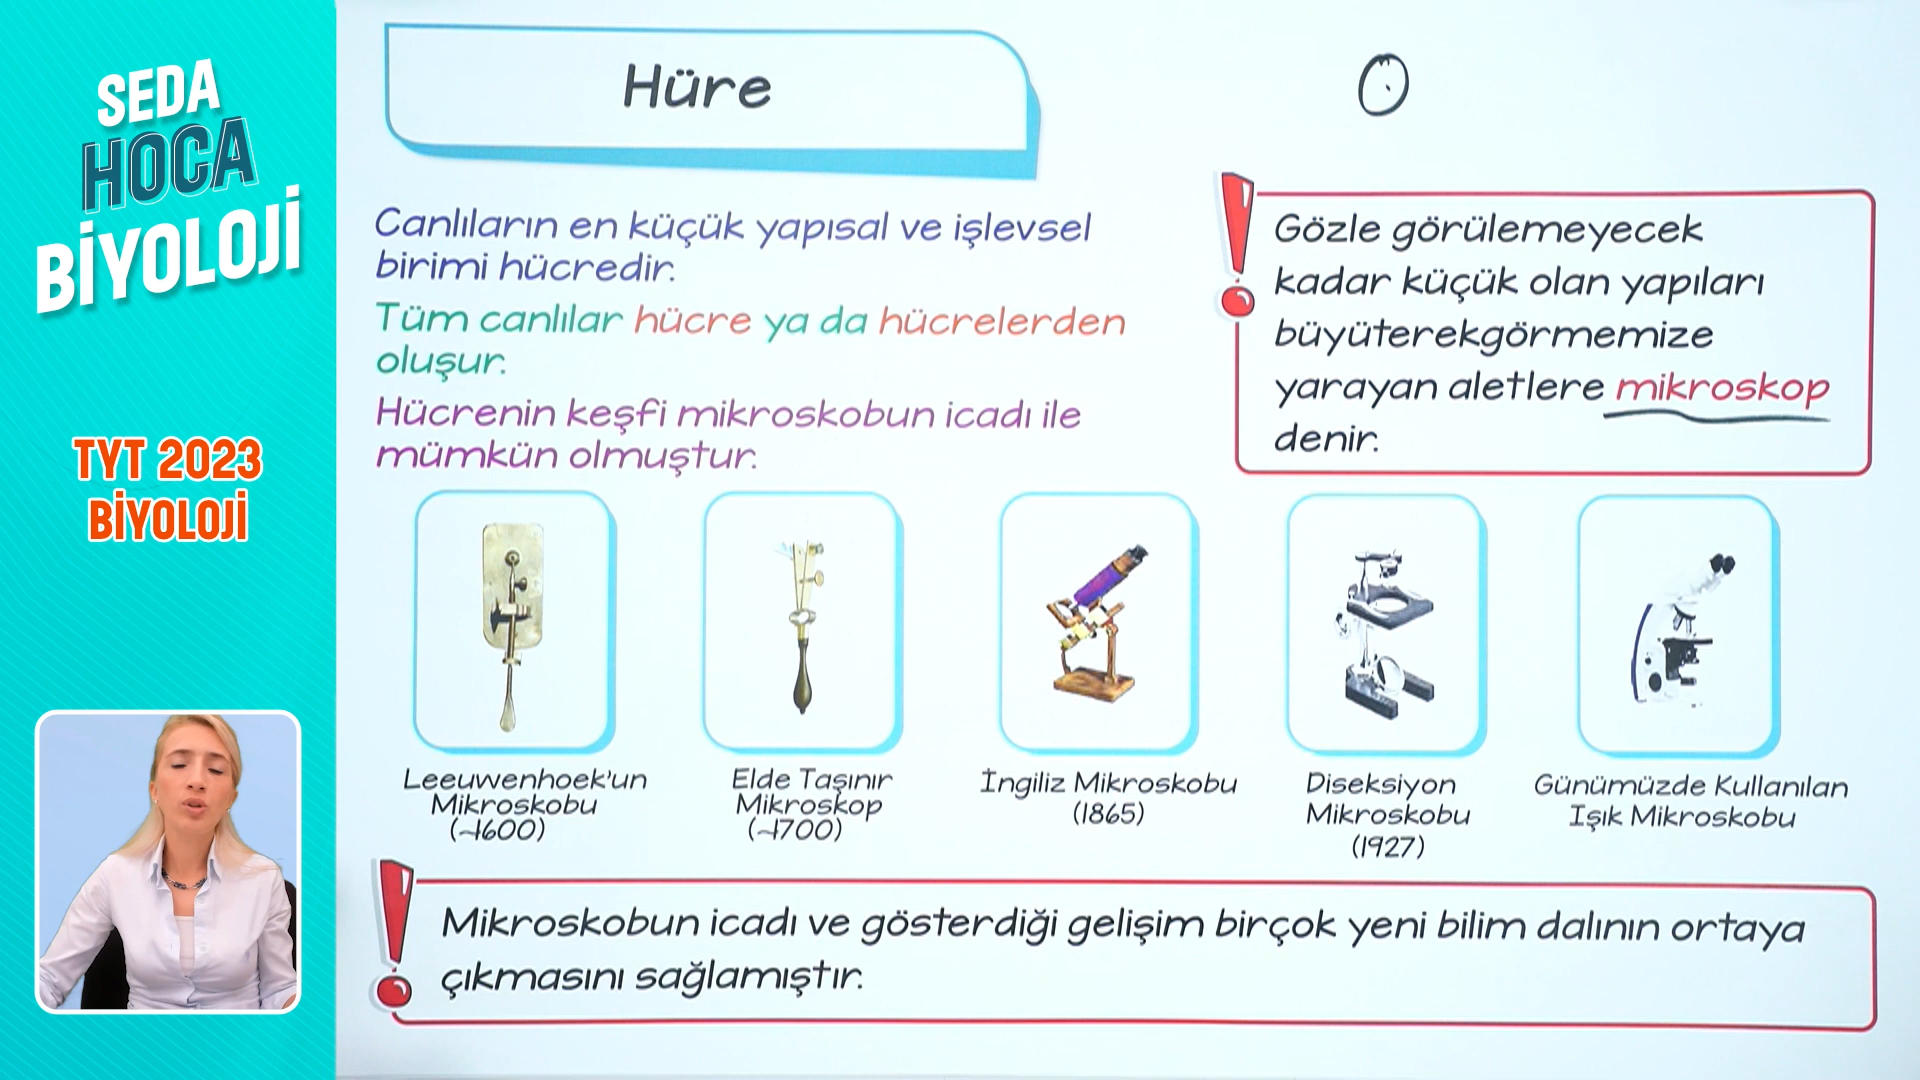 SEDA
HOCA
BİYOLOJİ
TYT 2023
BİYOLOJİ
Hüre
Canlıların en küçük yapısal ve işlevsel
birimi hücredir.
Tüm canlılar hücre ya da hücrelerden
oluşur.
Hücrenin keşfi mikroskobun icadı ile
mümkün olmuştur.
Gözle görülemeyecek
kadar küçük olan yapıları
büyüterekgörmemize
yarayan aletlere mikroskop
denir.
Leeuwenhoek'un
Mikroskobu
(~1600)
Elde Taşınır
Mikroskop
(~1700)
İngiliz Mikroskobu
(1865)
Diseksiyon
Mikroskobu
(1927)
Günümüzde Kullanılan
Işık Mikroskobu
Mikroskobun icadı ve gösterdiği gelişim birçok yeni bilim dalının ortaya
çıkmasını sağlamıştır.